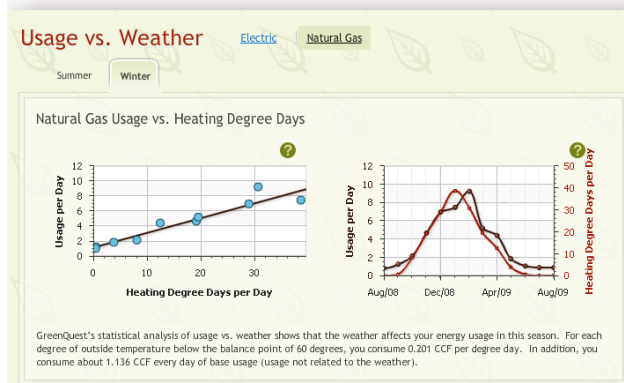 Usage vs. Weather
Electric
Natural Gas
Summer
Winter
Natural Gas Usage vs. Heating Degree Days
?
?
Usage per Day
12
10
8
6
4
2
0
0 10 20 30
Heating Degree Days per Day
Usage per Day
12
10
8
6
4
2
0
50
40
30
20
10
0
Heating Degree Days per Day
Aug/08 Dec/08 Apr/09 Aug/09
GreenQuest's statistical analysis of usage vs. weather shows that the weather affects your energy usage in this season. For each
degree of outside temperature below the balance point of 60 degrees, you consume 0.201 CCF per degree day. In addition, you
consume about 1.136 CCF every day of base usage (usage not related to the weather).